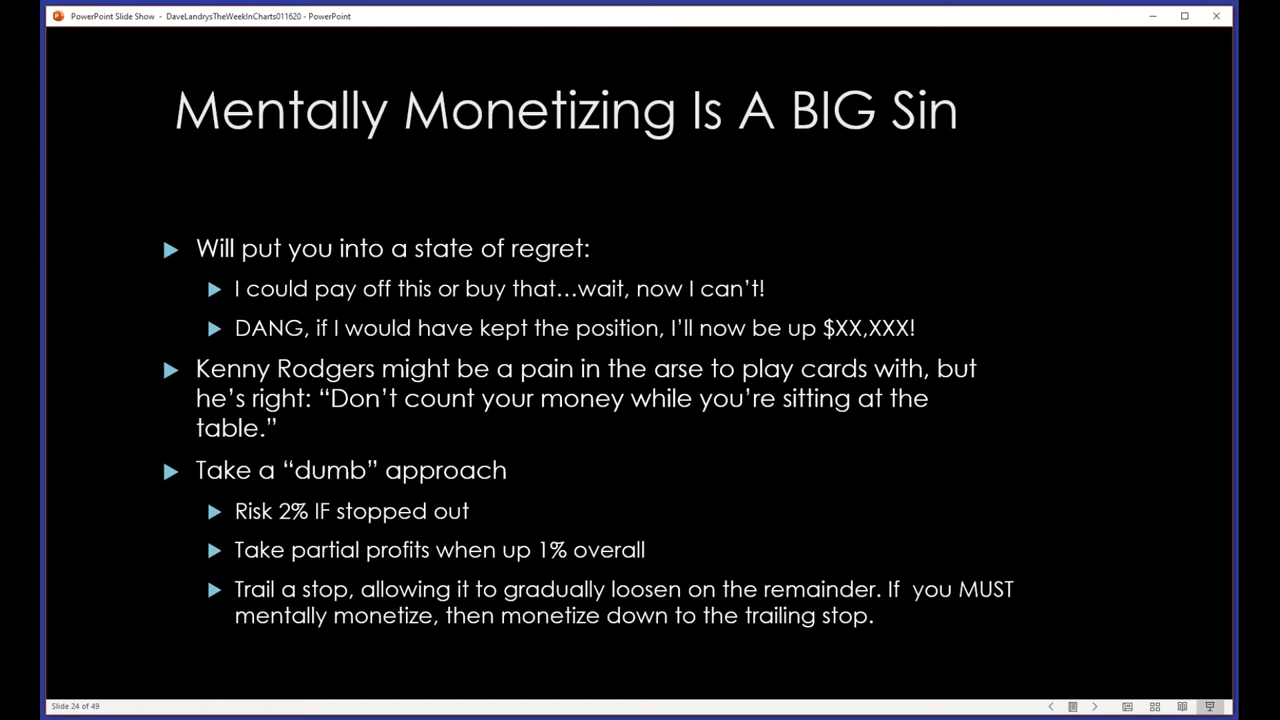 PowerPoint Slide Show - DaveLandrysTheWeekInCharts011620 - PowerPoint
Mentally Monetizing Is A BIG Sin
Will put you into a state of regret:
I could pay off this or buy that…wait, now I can’t!
DANG, if I would have kept the position, I’ll now be up $XX,XXX!
Kenny Rodgers might be a pain in the arse to play cards with, but
he’s right: “Don’t count your money while you’re sitting at the
table.”
Take a “dumb” approach
Risk 2% IF stopped out
Take partial profits when up 1% overall
Trail a stop, allowing it to gradually loosen on the remainder. If  you MUST
mentally monetize, then monetize down to the trailing stop.
Slide 24 of 49